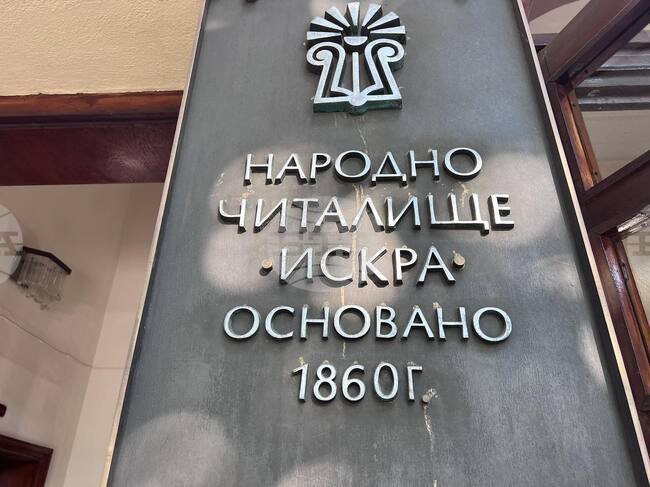 НАРОДНО
ЧИТАЛИЩЕ
• ИСКРА •
ОСНОВАНО
1860г